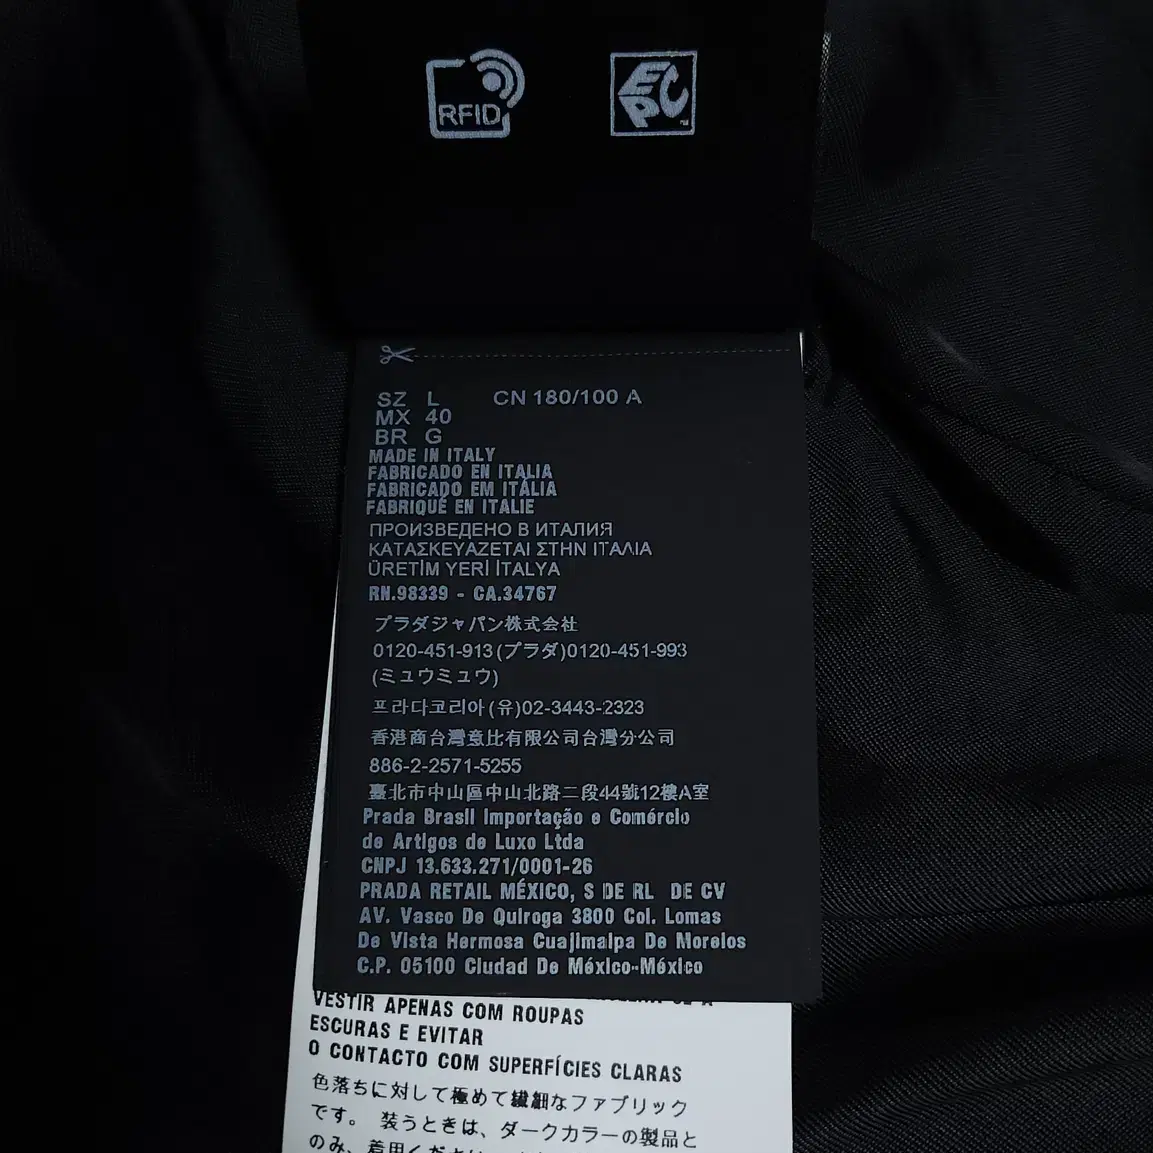 RFID
EPC
SZ L CN 180/100 A
MX 40
BR G
MADE IN ITALY
FABRICADO EN ITALIA
FABRICADO EM ITÁLIA
FABRIQUÉ EN ITALIE
ПРОИЗВЕДЕНО В ИТАЛИЯ
ΚΑΤΑΣΚΕΥΑΖΕΤΑΙ ΣΤΗΝ ΙΤΑΛΙΑ
ÜRETİM YERİ İTALYA
RN.98339 - CA.34767
プラダジャパン株式会社
0120-451-913(プラダ)0120-451-993
(ミュウミュウ)
프라다코리아(유)02-3443-2323
香港商台灣意比有限公司台灣分公司
886-2-2571-5255
臺北市中山區中山北路二段44號12樓A室
Prada Brasil Importação e Comércio
de Artigos de Luxo Ltda
CNPJ 13.633.271/0001-26
PRADA RETAIL MÉXICO, S DE RL DE CV
AV. Vasco De Quiroga 3800 Col. Lomas
De Vista Hermosa Cuajimalpa De Morelos
C.P. 05100 Ciudad De México-México
VESTIR APENAS COM ROUPAS
ESCURAS E EVITAR
O CONTACTO COM SUPERFÍCIES CLARAS
色落ちに対して極めて繊細なファブリック
です。 装うときは、ダークカラーの製品と
のみ、着用